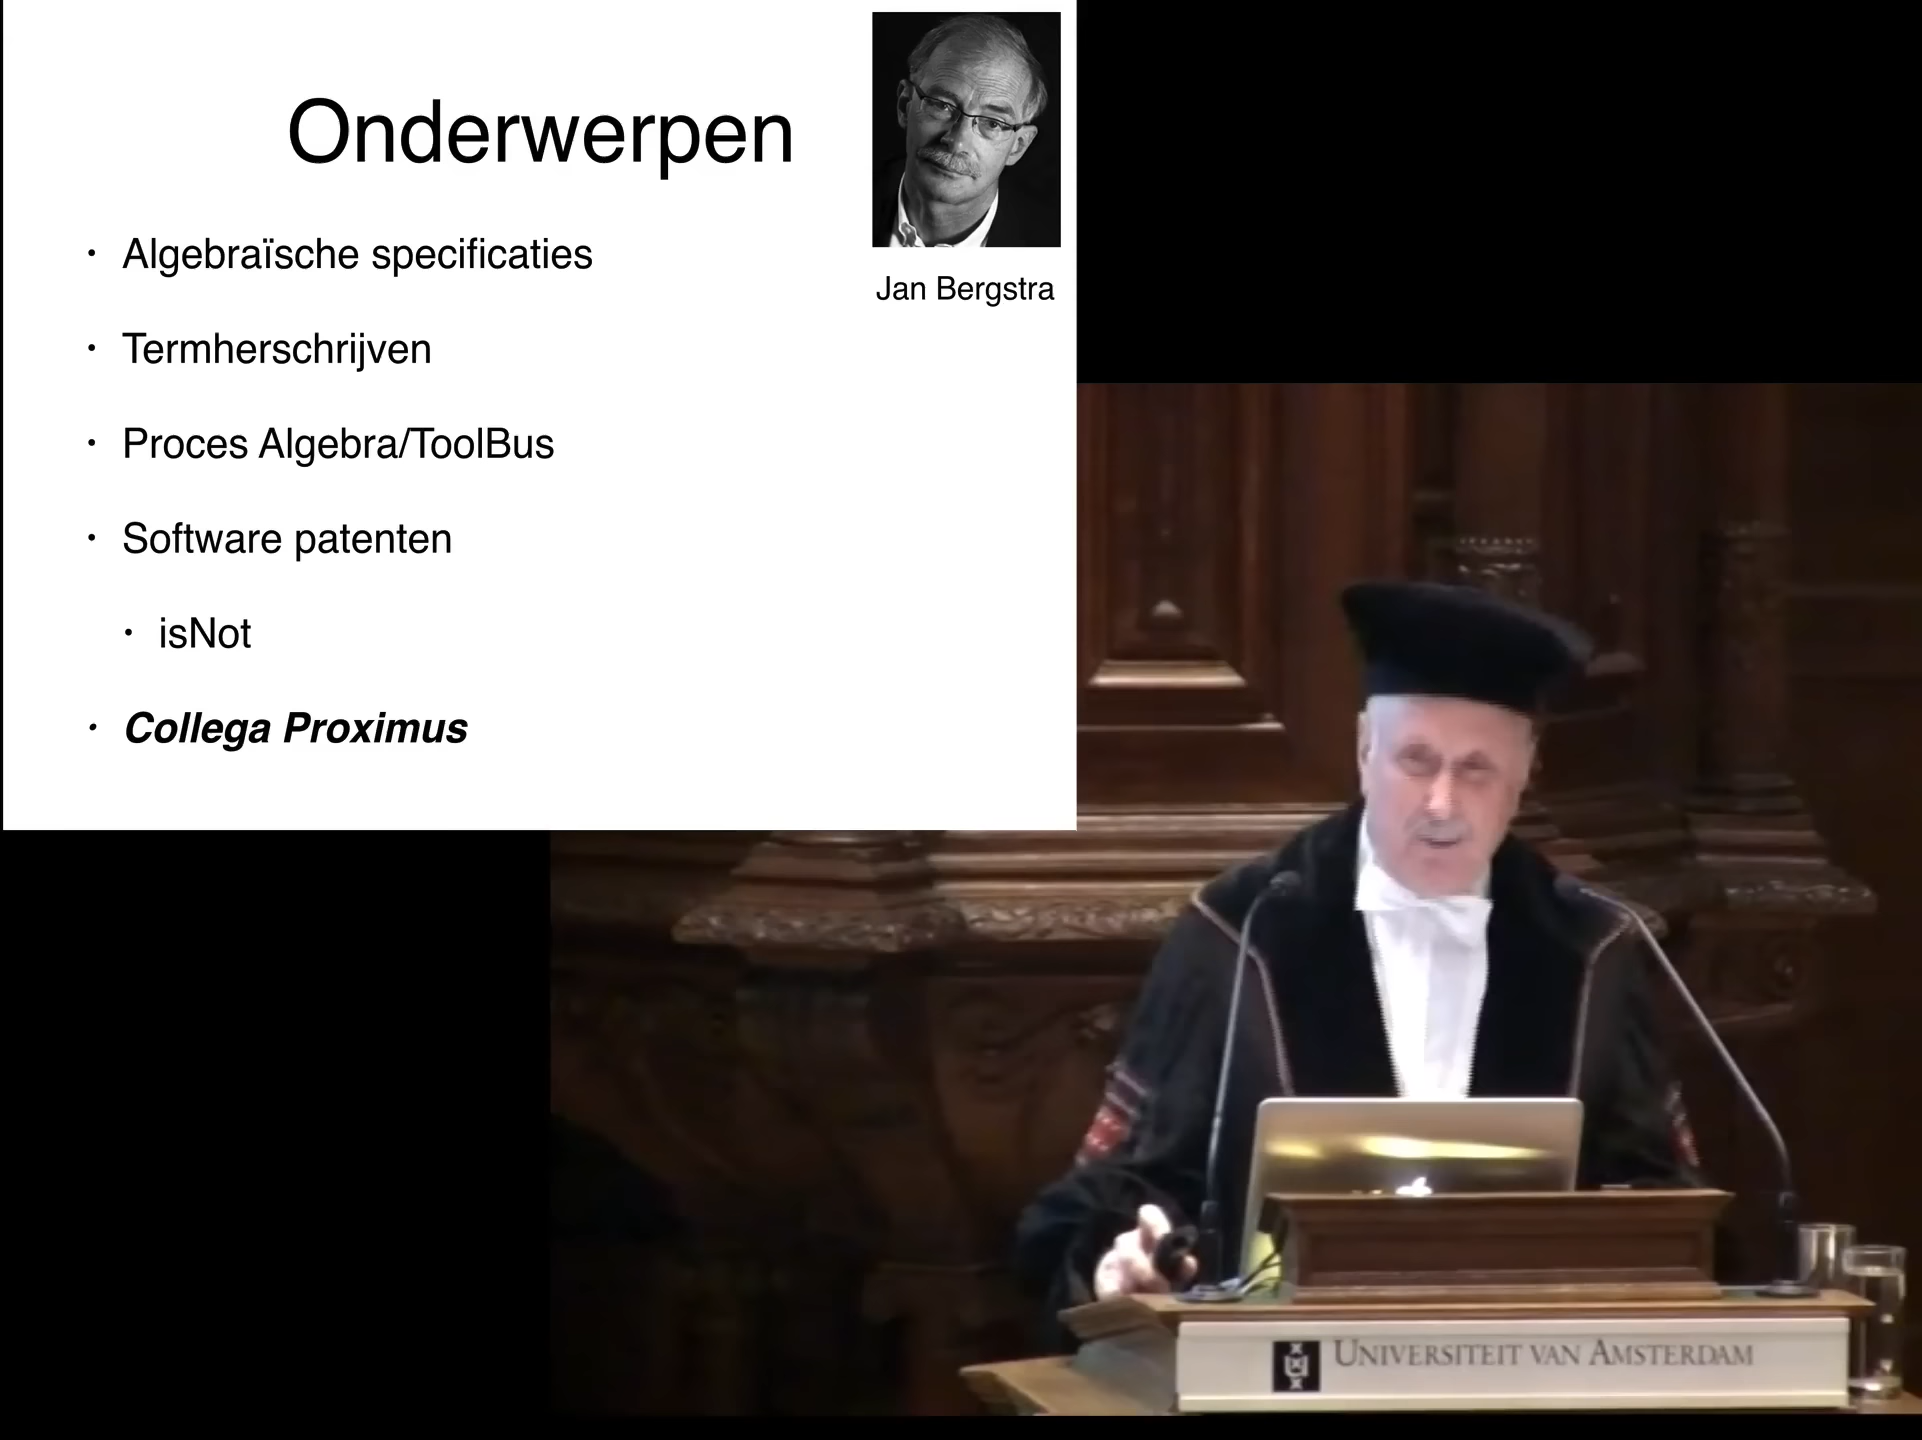 Onderwerpen
Jan Bergstra
• Algebraïsche specificaties
• Termherschrijven
• Proces Algebra/ToolBus
• Software patenten
• isNot
• Collega Proximus
UNIVERSITEIT VAN AMSTERDAM